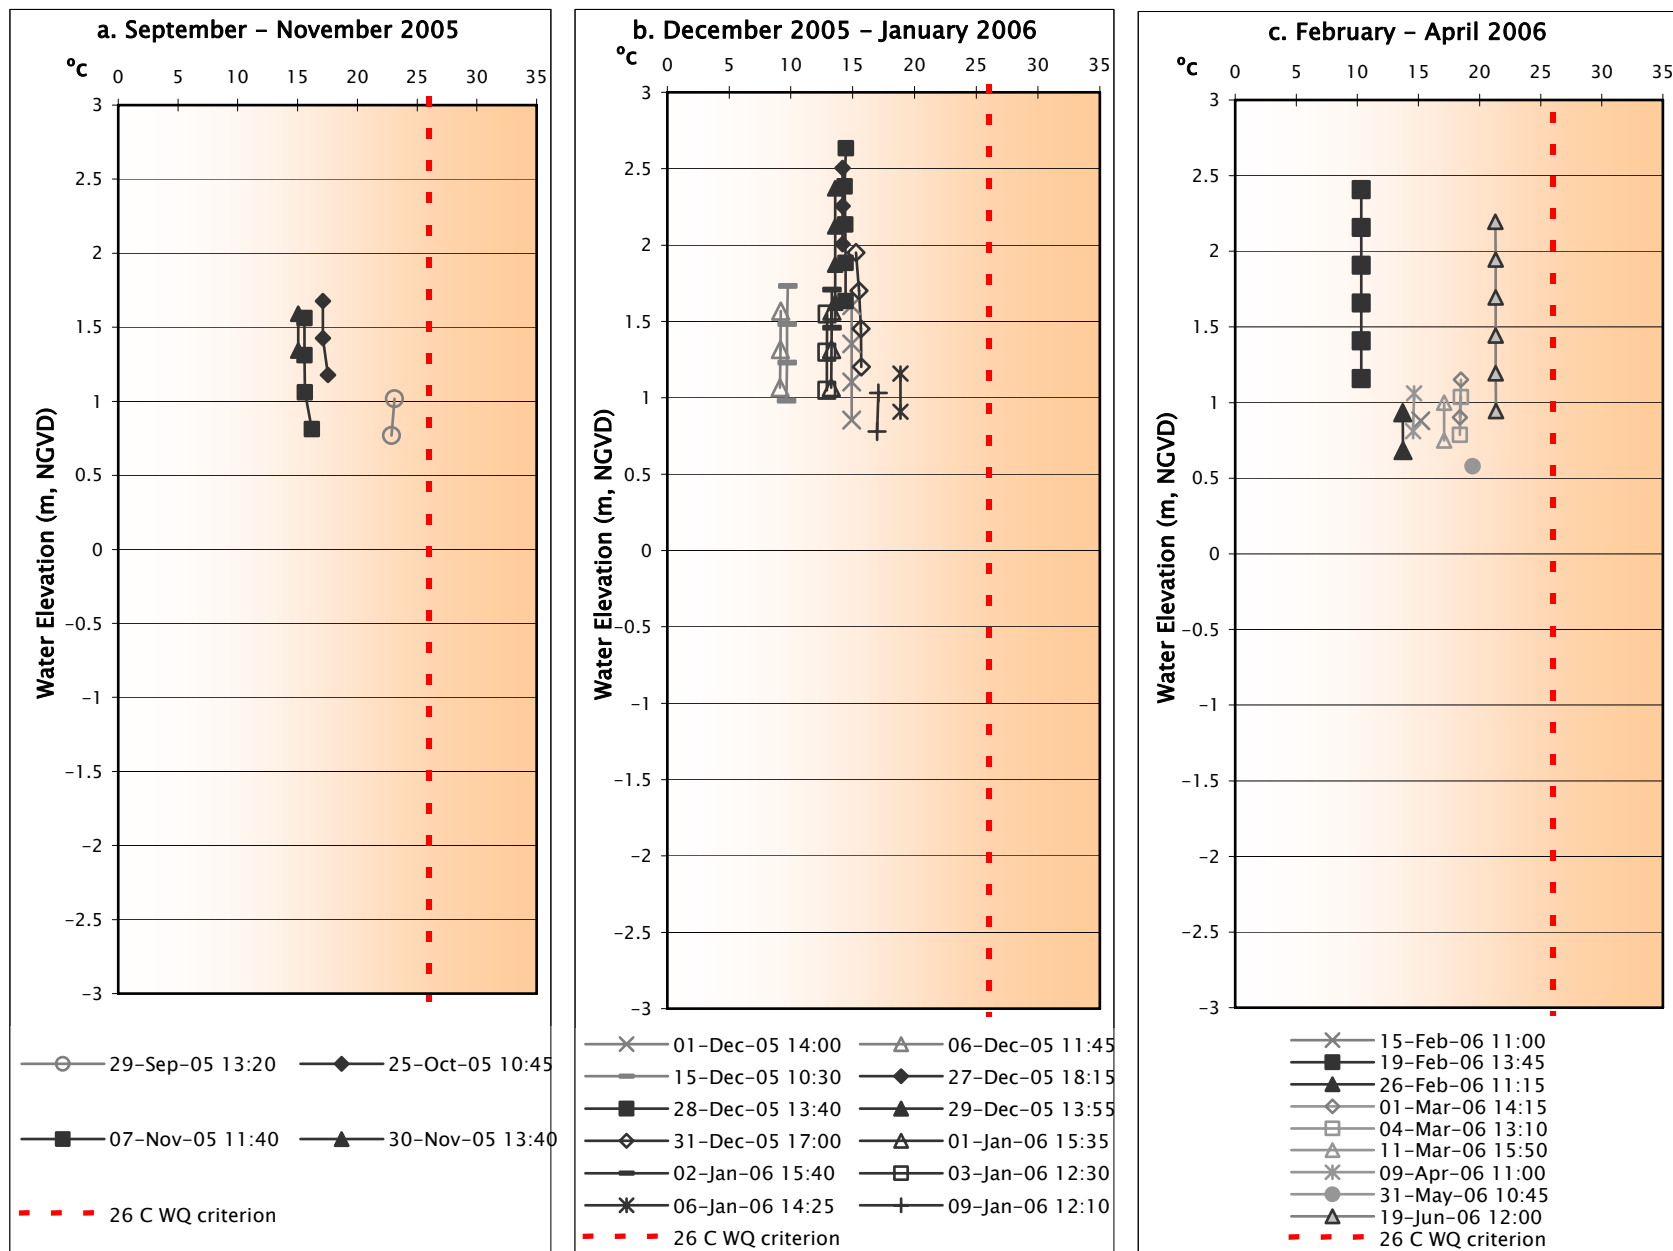 a. September – November 2005
°c
0 5 10 15 20 25 30 35
3
2.5
2
1.5
1
0.5
0
–0.5
–1
–1.5
–2
–2.5
–3
Water Elevation (m, NGVD)
29–Sep–05 13:20
25–Oct–05 10:45
07–Nov–05 11:40
30–Nov–05 13:40
26 C WQ criterion
b. December 2005 – January 2006
°c
0 5 10 15 20 25 30 35
3
2.5
2
1.5
1
0.5
0
–0.5
–1
–1.5
–2
–2.5
–3
Water Elevation (m, NGVD)
01–Dec–05 14:00
06–Dec–05 11:45
15–Dec–05 10:30
27–Dec–05 18:15
28–Dec–05 13:40
29–Dec–05 13:55
31–Dec–05 17:00
01–Jan–06 15:35
02–Jan–06 15:40
03–Jan–06 12:30
06–Jan–06 14:25
09–Jan–06 12:10
26 C WQ criterion
c. February – April 2006
°c
0 5 10 15 20 25 30 35
3
2.5
2
1.5
1
0.5
0
–0.5
–1
–1.5
–2
–2.5
–3
Water Elevation (m, NGVD)
15–Feb–06 11:00
19–Feb–06 13:45
26–Feb–06 11:15
01–Mar–06 14:15
04–Mar–06 13:10
11–Mar–06 15:50
09–Apr–06 11:00
31–May–06 10:45
19–Jun–06 12:00
26 C WQ criterion